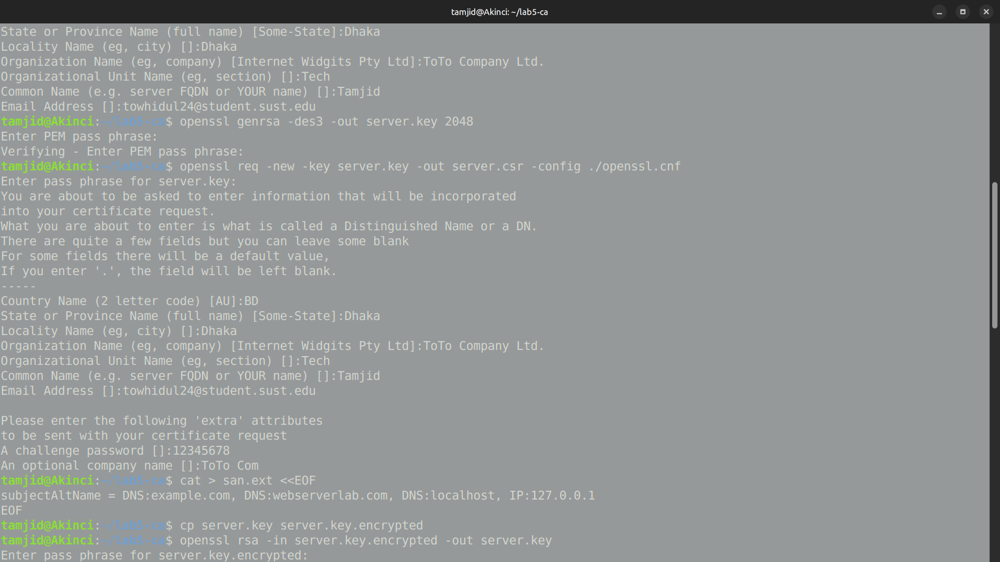 tamjid@Akinci: ~/lab5-ca
State or Province Name (full name) [Some-State]:Dhaka
Locality Name (eg, city) []:Dhaka
Organization Name (eg, company) [Internet Widgits Pty Ltd]:ToTo Company Ltd.
Organizational Unit Name (eg, section) []:Tech
Common Name (e.g. server FQDN or YOUR name) []:Tamjid
Email Address []:towhidul24@student.sust.edu
tamjid@Akinci:~/lab5-ca$ openssl genrsa -des3 -out server.key 2048
Enter PEM pass phrase:
Verifying - Enter PEM pass phrase:
tamjid@Akinci:~/lab5-ca$ openssl req -new -key server.key -out server.csr -config ./openssl.cnf
Enter pass phrase for server.key:
You are about to be asked to enter information that will be incorporated
into your certificate request.
What you are about to enter is what is called a Distinguished Name or a DN.
There are quite a few fields but you can leave some blank
For some fields there will be a default value,
If you enter '.', the field will be left blank.
-----
Country Name (2 letter code) [AU]:BD
State or Province Name (full name) [Some-State]:Dhaka
Locality Name (eg, city) []:Dhaka
Organization Name (eg, company) [Internet Widgits Pty Ltd]:ToTo Company Ltd.
Organizational Unit Name (eg, section) []:Tech
Common Name (e.g. server FQDN or YOUR name) []:Tamjid
Email Address []:towhidul24@student.sust.edu

Please enter the following 'extra' attributes
to be sent with your certificate request
A challenge password []:12345678
An optional company name []:ToTo Com
tamjid@Akinci:~/lab5-ca$ cat > san.ext <<EOF
subjectAltName = DNS:example.com, DNS:webserverlab.com, DNS:localhost, IP:127.0.0.1
EOF
tamjid@Akinci:~/lab5-ca$ cp server.key server.key.encrypted
tamjid@Akinci:~/lab5-ca$ openssl rsa -in server.key.encrypted -out server.key
Enter pass phrase for server.key.encrypted: